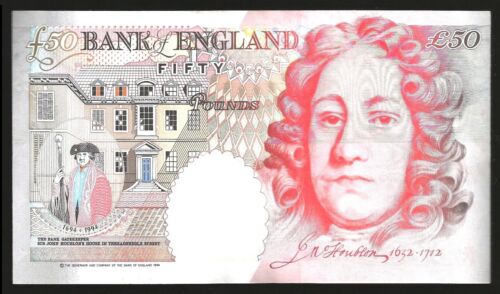 £50 BANK of ENGLAND £50
FIFTY
POUNDS
1694 • 1994
THE BANK GATEKEEPER
SIR JOHN HOUBLON'S HOUSE IN THREADNEEDLE STREET
© THE GOVERNOR AND COMPANY OF THE BANK OF ENGLAND 1994
Jn Houblon 1632-1712